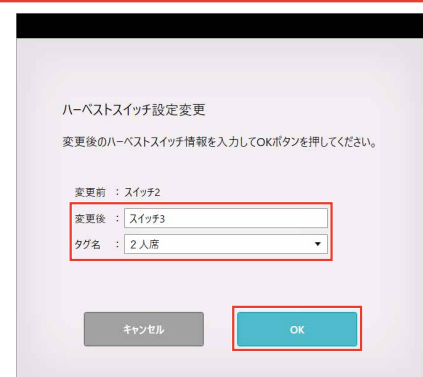 ハーベストスイッチ設定変更
変更後のハーベストスイッチ情報を入力してOKボタンを押してください。
変更前 : スイッチ2
変更後 : スイッチ3
タグ名 : 2人席
キャンセル OK